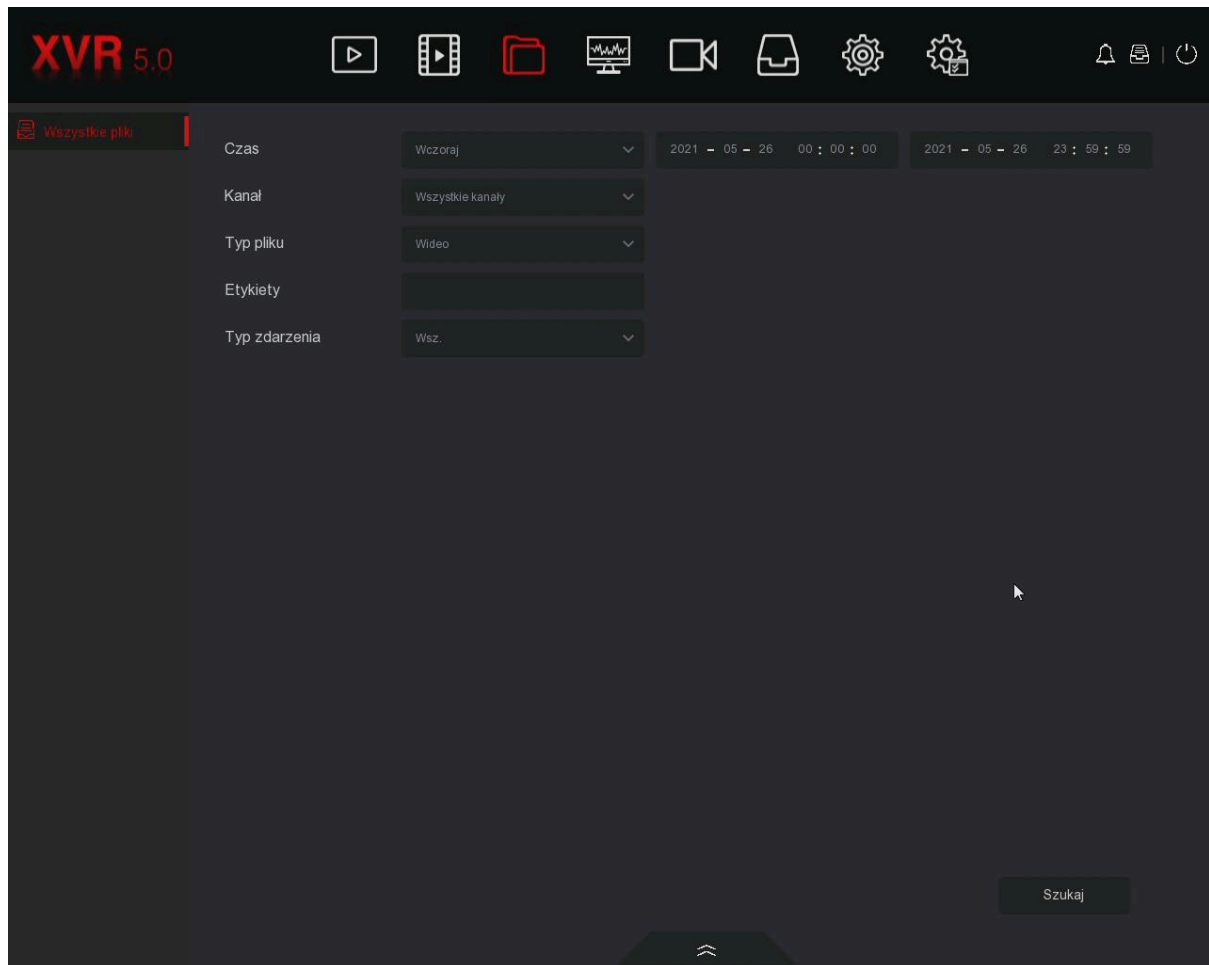 XVR 5.0
Wszystkie pliki
Czas Wczoraj 2021 - 05 - 26 00 : 00 : 00 2021 - 05 - 26 23 : 59 : 59
Kanał Wszystkie kanały
Typ pliku Wideo
Etykiety
Typ zdarzenia Wsz.
Szukaj